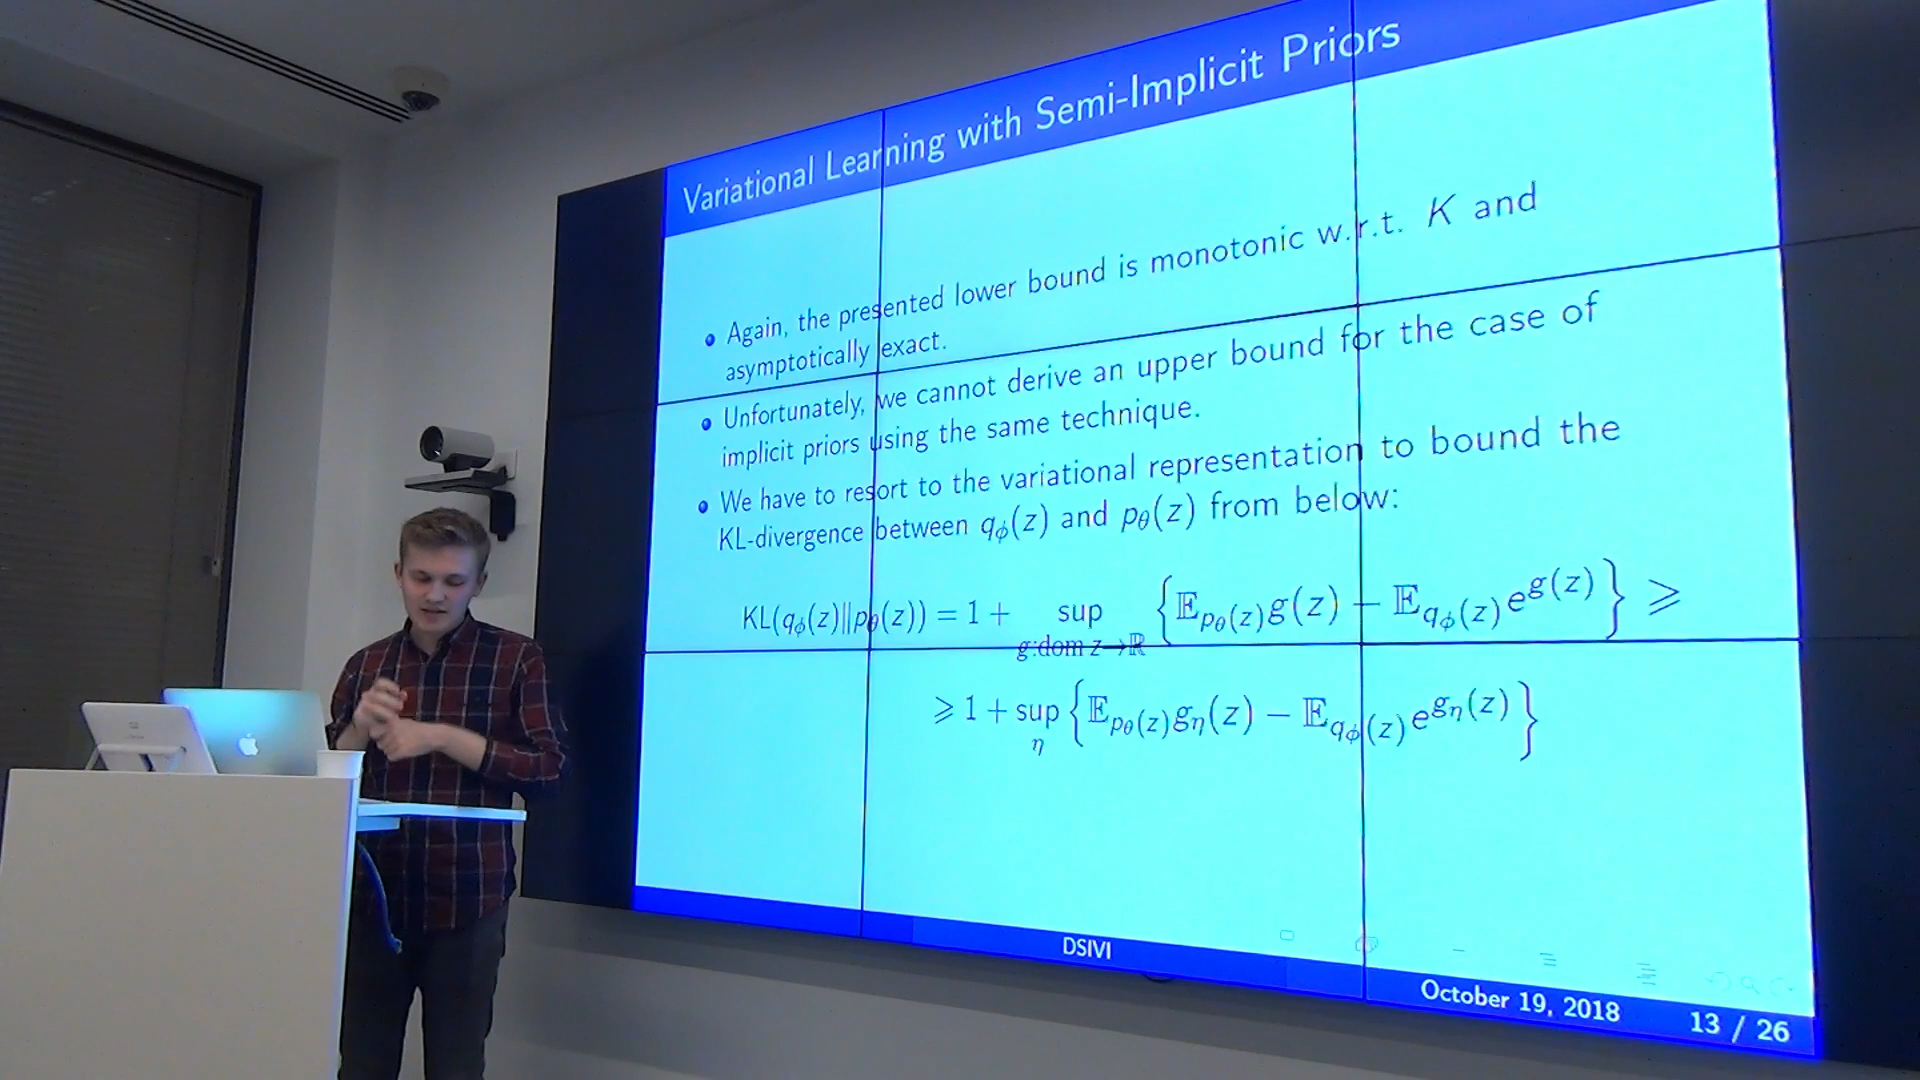 Variational Learning with Semi-Implicit Priors
Again, the presented lower bound is monotonic w.r.t. K and
asymptotically exact.
Unfortunately, we cannot derive an upper bound for the case of
implicit priors using the same technique.
We have to resort to the variational representation to bound the
KL-divergence between qϕ(z) and pθ(z) from below:
KL(qϕ(z)||pθ(z)) = 1 + sup g:dom z→ℝ {𝔼pθ(z)g(z) − 𝔼qϕ(z)e^g(z)} ⩾
⩾ 1 + sup η {𝔼pθ(z)gη(z) − 𝔼qϕ(z)e^gη(z)}
DSIVI
October 19, 2018 13 / 26